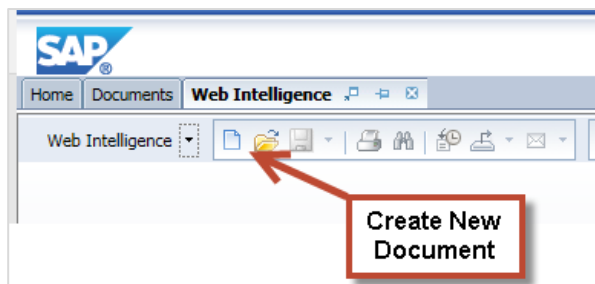 SAP®
Home Documents Web Intelligence
Web Intelligence
Create New
Document